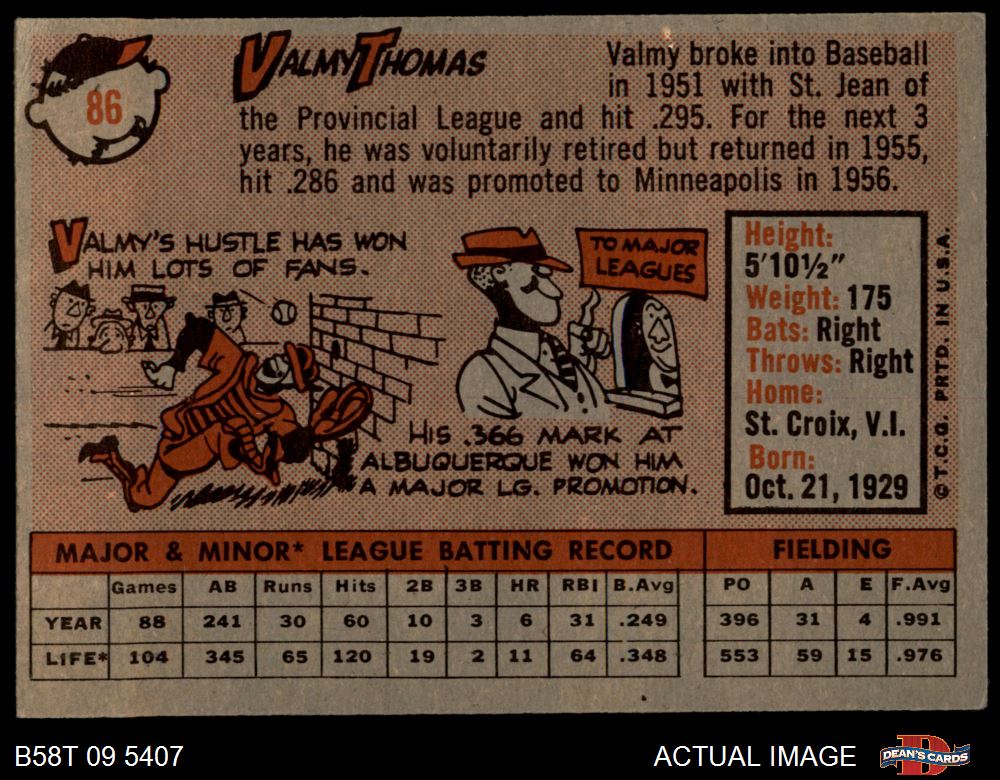 86
VALMY THOMAS
Valmy broke into Baseball
in 1951 with St. Jean of
the Provincial League and hit .295. For the next 3
years, he was voluntarily retired but returned in 1955,
hit .286 and was promoted to Minneapolis in 1956.
VALMY'S HUSTLE HAS WON
HIM LOTS OF FANS.
TO MAJOR
LEAGUES
HIS .366 MARK AT
ALBUQUERQUE WON HIM
A MAJOR LG. PROMOTION.
Height:
5'10½"
Weight: 175
Bats: Right
Throws: Right
Home:
St. Croix, V.I.
Born:
Oct. 21, 1929
© T.C.G. PRTD. IN U.S.A.
MAJOR & MINOR* LEAGUE BATTING RECORD FIELDING
Games AB Runs Hits 2B 3B HR RBI B.Avg PO A E F.Avg
YEAR 88 241 30 60 10 3 6 31 .249 396 31 4 .991
LIFE* 104 345 65 120 19 2 11 64 .348 553 59 15 .976
B58T 09 5407 ACTUAL IMAGE DEAN'S CARDS